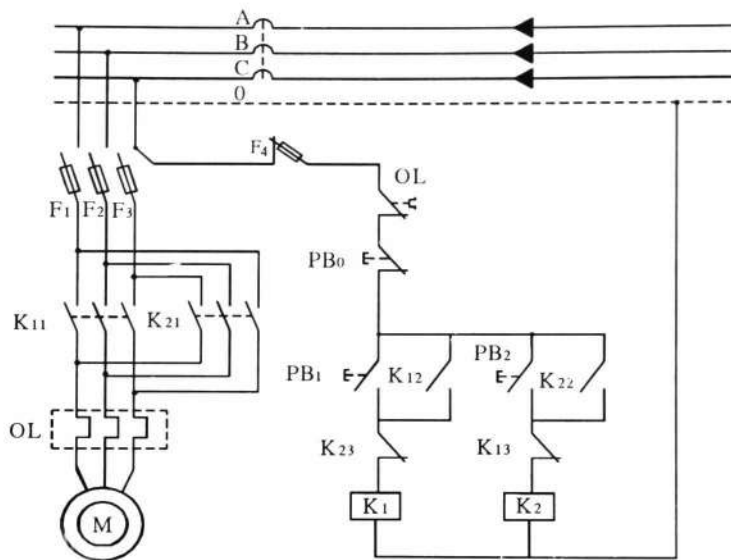 A
B
C
0
F4
OL
F1 F2 F3
PB0
K11 K21
PB1 K12 PB2 K22
OL K23 K13
K1 K2
M